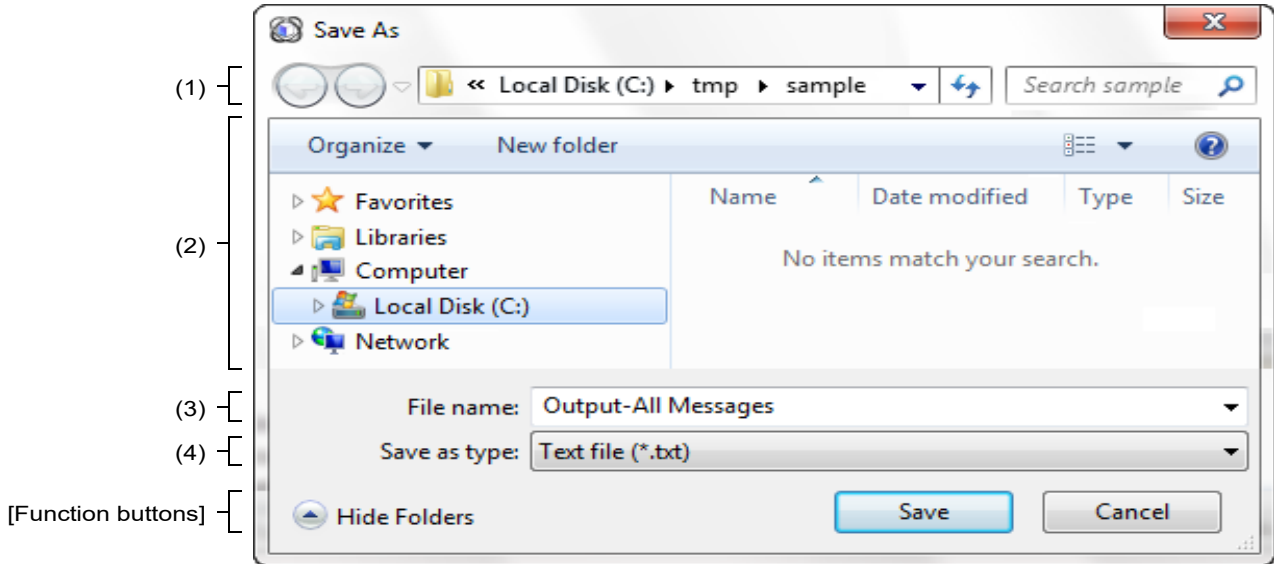 Save As
(1) « Local Disk (C:) tmp sample Search sample
Organize New folder
Name Date modified Type Size
Favorites
(2) Libraries
No items match your search.
Computer
Local Disk (C:)
Network
(3) File name: Output-All Messages
(4) Save as type: Text file (*.txt)
[Function buttons] Hide Folders Save Cancel